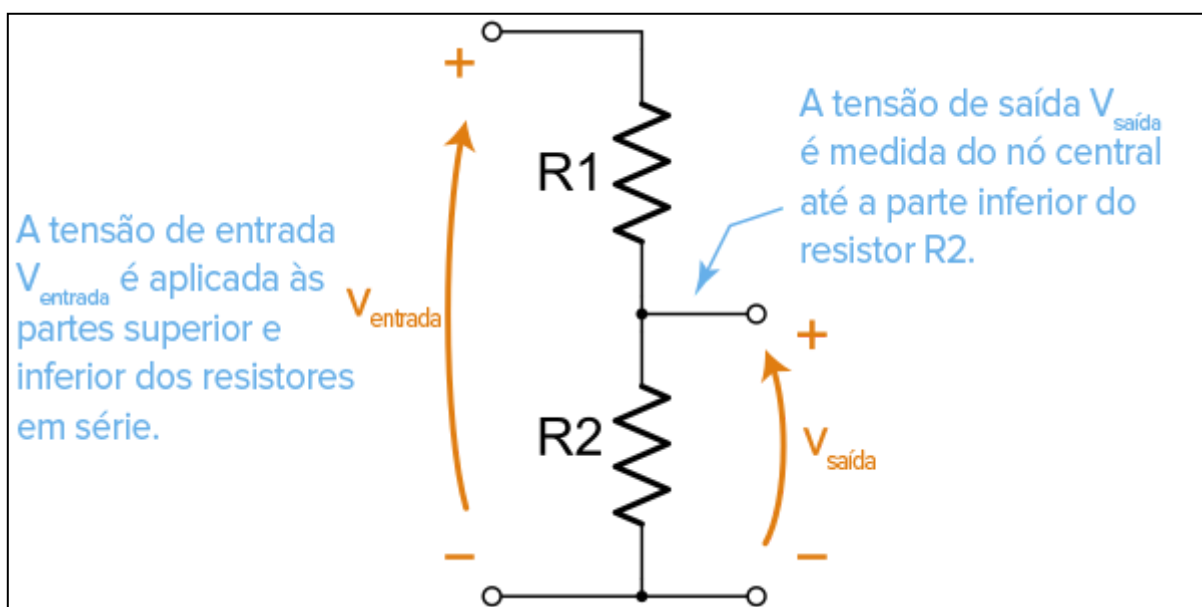 A tensão de entrada
Ventrada é aplicada às
partes superior e
inferior dos resistores
em série.
+
Ventrada
−
R1
R2
A tensão de saída Vsaída
é medida do nó central
até a parte inferior do
resistor R2.
+
Vsaída
−